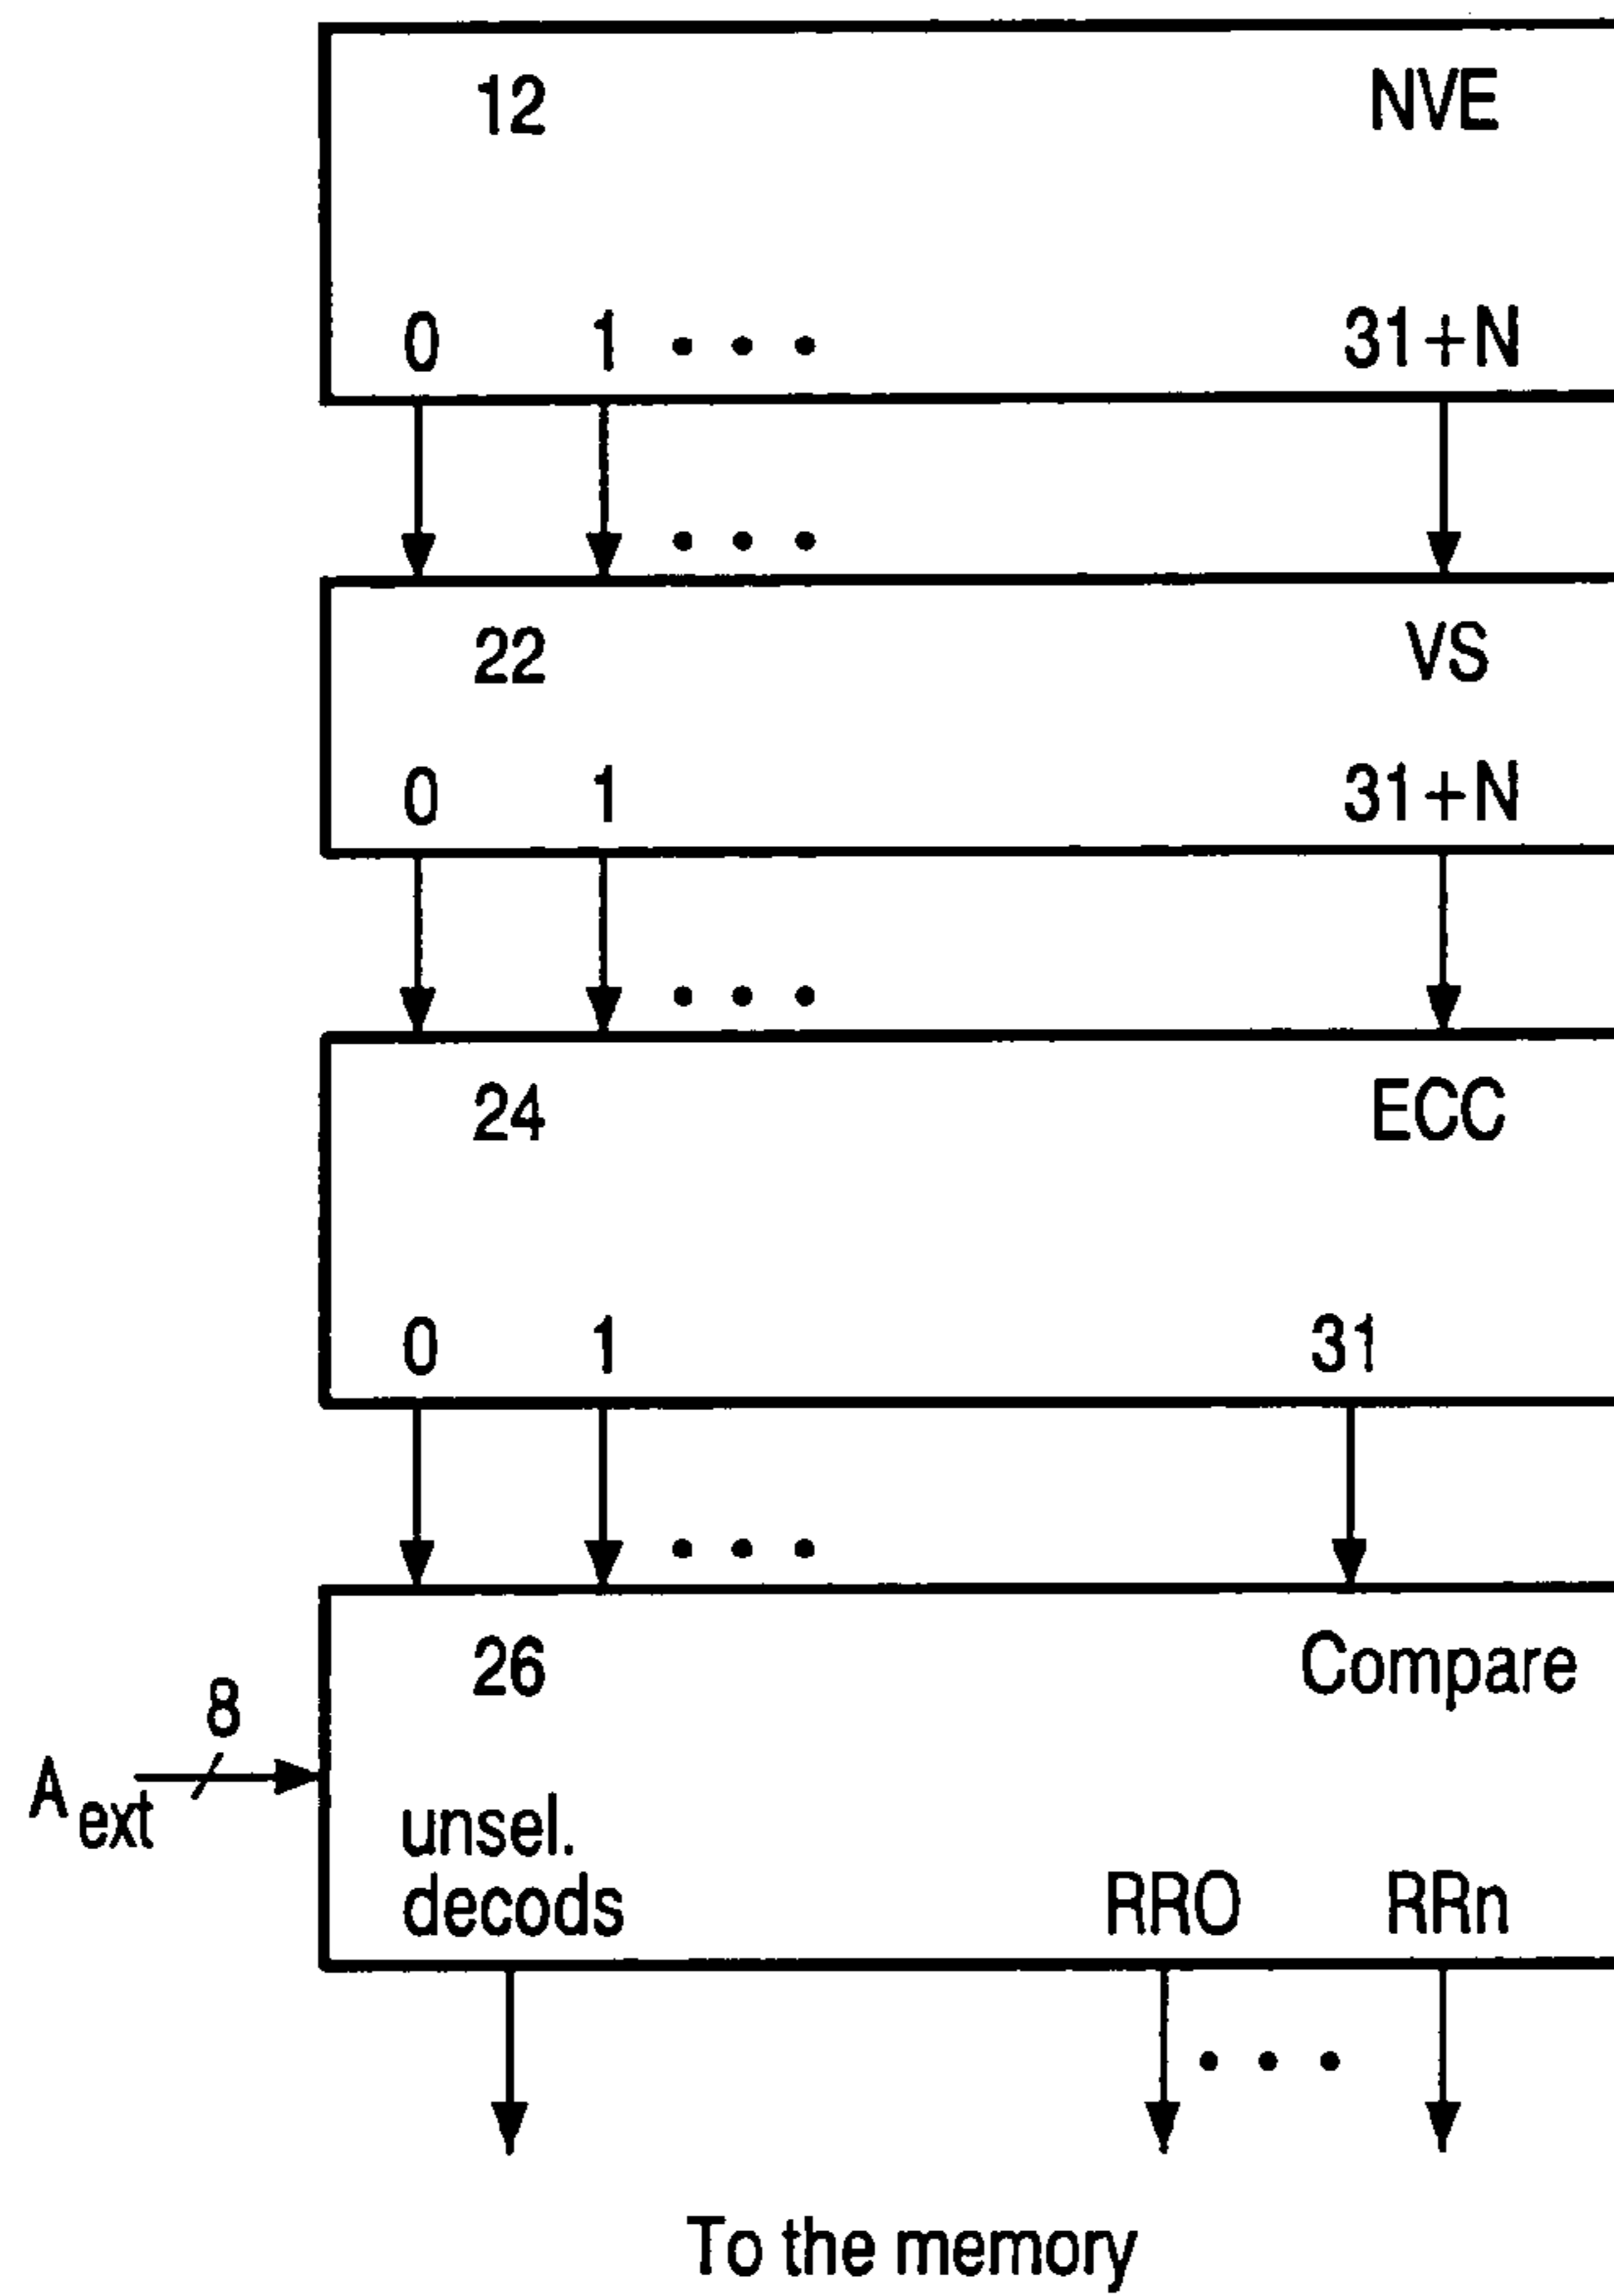 12 NVE
0 1 • • • 31+N
• • •
22 VS
0 1 31+N
• • •
24 ECC
0 1 31
• • •
26 Compare
8
A ext
unsel.
decods RRO RRn
• • •
To the memory